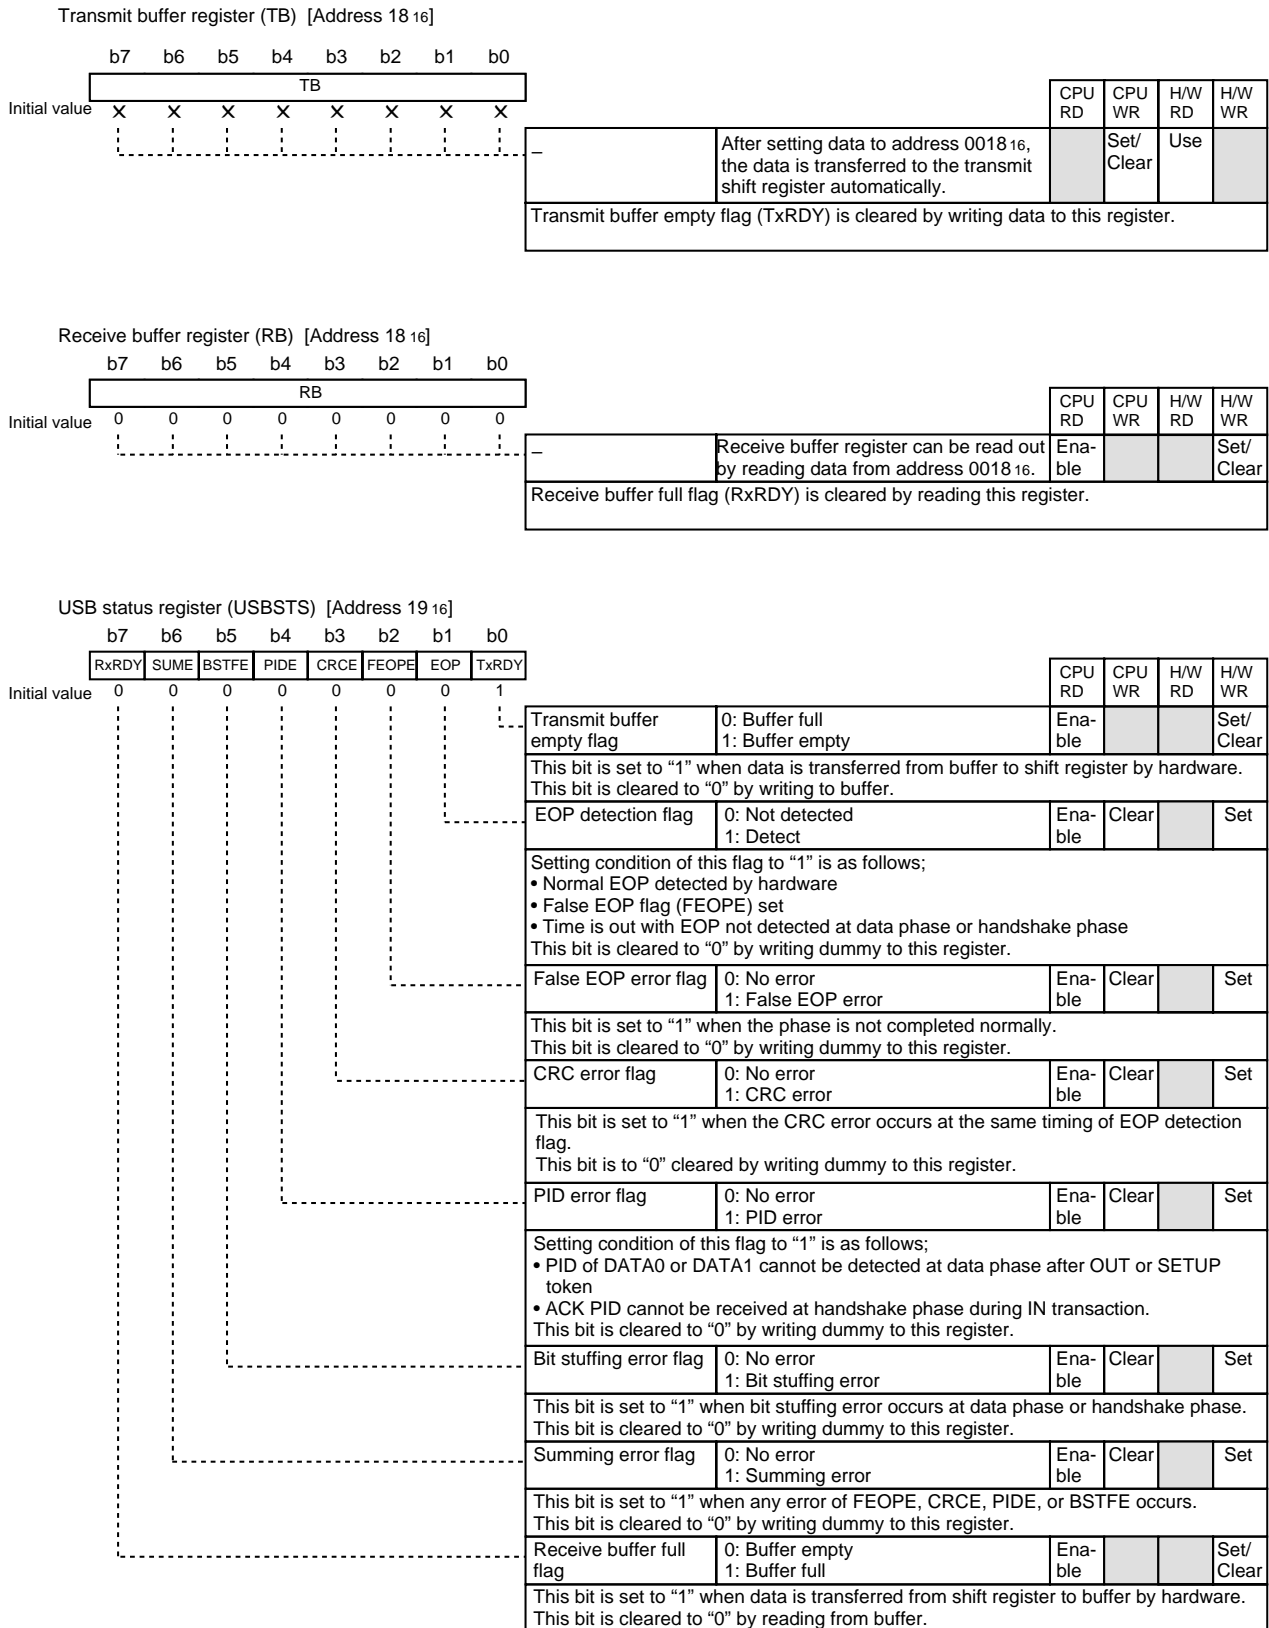 Transmit buffer register (TB) [Address 18 16]
b7 b6 b5 b4 b3 b2 b1 b0
TB
Initial value × × × × × × × ×
CPU RD CPU WR H/W RD H/W WR
– After setting data to address 0018 16, Set/ Use
the data is transferred to the transmit Clear
shift register automatically.
Transmit buffer empty flag (TxRDY) is cleared by writing data to this register.
Receive buffer register (RB) [Address 18 16]
b7 b6 b5 b4 b3 b2 b1 b0
RB
Initial value 0 0 0 0 0 0 0 0
CPU RD CPU WR H/W RD H/W WR
– Receive buffer register can be read out Ena- Set/
by reading data from address 0018 16. ble Clear
Receive buffer full flag (RxRDY) is cleared by reading this register.
USB status register (USBSTS) [Address 19 16]
b7 b6 b5 b4 b3 b2 b1 b0
RxRDY SUME BSTFE PIDE CRCE FEOPE EOP TxRDY
Initial value 0 0 0 0 0 0 0 1
CPU RD CPU WR H/W RD H/W WR
Transmit buffer 0: Buffer full Ena- Set/
empty flag 1: Buffer empty ble Clear
This bit is set to “1” when data is transferred from buffer to shift register by hardware.
This bit is cleared to “0” by writing to buffer.
EOP detection flag 0: Not detected Ena- Clear Set
1: Detect ble
Setting condition of this flag to “1” is as follows;
• Normal EOP detected by hardware
• False EOP flag (FEOPE) set
• Time is out with EOP not detected at data phase or handshake phase
This bit is cleared to “0” by writing dummy to this register.
False EOP error flag 0: No error Ena- Clear Set
1: False EOP error ble
This bit is set to “1” when the phase is not completed normally.
This bit is cleared to “0” by writing dummy to this register.
CRC error flag 0: No error Ena- Clear Set
1: CRC error ble
This bit is set to “1” when the CRC error occurs at the same timing of EOP detection
flag.
This bit is to “0” cleared by writing dummy to this register.
PID error flag 0: No error Ena- Clear Set
1: PID error ble
Setting condition of this flag to “1” is as follows;
• PID of DATA0 or DATA1 cannot be detected at data phase after OUT or SETUP
token
• ACK PID cannot be received at handshake phase during IN transaction.
This bit is cleared to “0” by writing dummy to this register.
Bit stuffing error flag 0: No error Ena- Clear Set
1: Bit stuffing error ble
This bit is set to “1” when bit stuffing error occurs at data phase or handshake phase.
This bit is cleared to “0” by writing dummy to this register.
Summing error flag 0: No error Ena- Clear Set
1: Summing error ble
This bit is set to “1” when any error of FEOPE, CRCE, PIDE, or BSTFE occurs.
This bit is cleared to “0” by writing dummy to this register.
Receive buffer full 0: Buffer empty Ena- Set/
flag 1: Buffer full ble Clear
This bit is set to “1” when data is transferred from shift register to buffer by hardware.
This bit is cleared to “0” by reading from buffer.